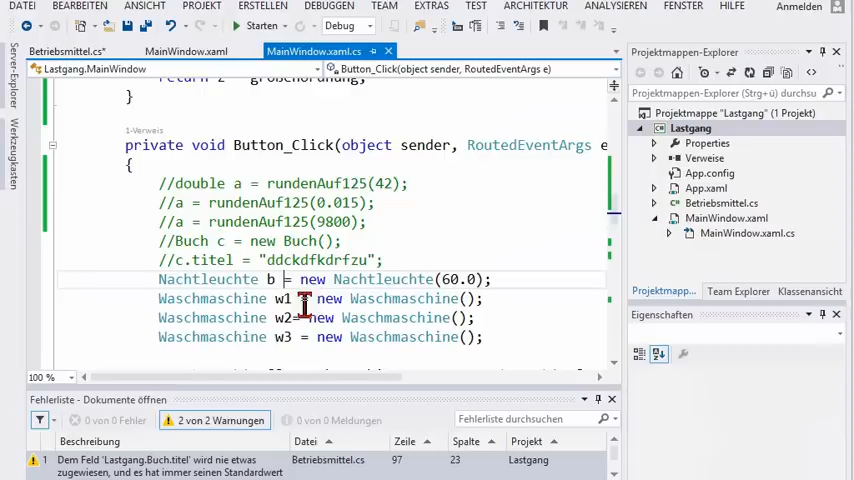 DATEI BEARBEITEN ANSICHT PROJEKT ERSTELLEN DEBUGGEN TEAM EXTRAS TEST ARCHITEKTUR ANALYSIEREN FENSTER HILFE Anmelden
Starten Debug
Betriebsmittel.cs* MainWindow.xaml MainWindow.xaml.cs
Lastgang.MainWindow Button_Click(object sender, RoutedEventArgs e)
}
1-Verweis
private void Button_Click(object sender, RoutedEventArgs e
{
//double a = rundenAuf125(42);
//a = rundenAuf125(0.015);
//a = rundenAuf125(9800);
//Buch c = new Buch();
//c.titel = "ddckdfkdrfzu";
Nachtleuchte b = new Nachtleuchte(60.0);
Waschmaschine w1 = new Waschmaschine();
Waschmaschine w2= new Waschmaschine();
Waschmaschine w3 = new Waschmaschine();
100 %
Server-Explorer
Werkzeugkasten
Projektmappen-Explorer
Projektmappen-Explorer (Strg+ü) durchsu
Projektmappe "Lastgang" (1 Projekt)
Lastgang
Properties
Verweise
App.config
App.xaml
Betriebsmittel.cs
MainWindow.xaml
MainWindow.xaml.cs
Projektmappen-Explorer Team Explorer Klassenansicht
Eigenschaften
Fehlerliste - Dokumente öffnen
0 von 0 Fehler 2 von 2 Warnungen 0 von 0 Meldungen Fehlerliste durchsuchen
Beschreibung Datei Zeile Spalte Projekt
1 Dem Feld 'Lastgang.Buch.titel' wird nie etwas Betriebsmittel.cs 97 23 Lastgang
zugewiesen, und es hat immer seinen Standardwert